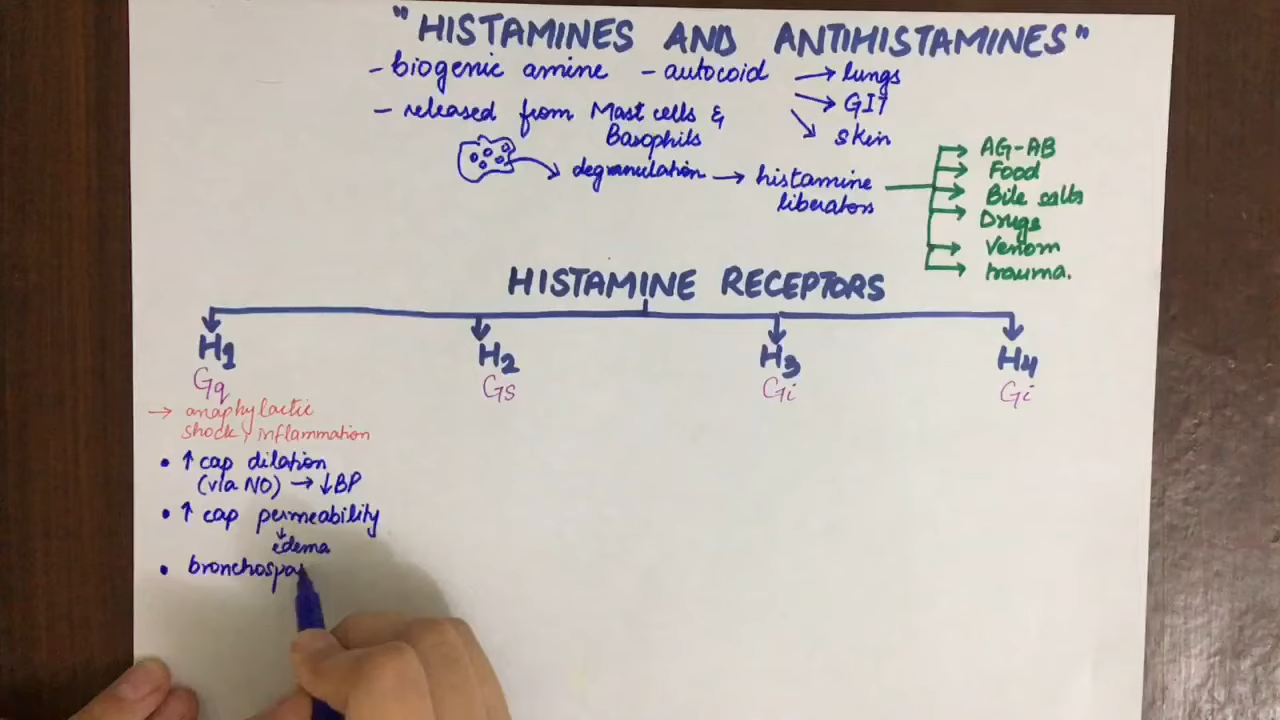 "HISTAMINES AND ANTIHISTAMINES"
- biogenic amine - autocoid → lungs
→ GIT
↘ skin
- released from Mast cells &
Basophils
degranulation → histamine
liberators
AG-AB
Food
Bile salts
Drugs
Venom
trauma.
HISTAMINE RECEPTORS
H1 H2 H3 H4
Gq Gs Gi Gi
→ anaphylactic
shock, inflammation
• ↑ cap dilation
(via NO) → ↓BP
• ↑ cap permeability
↓
edema
• bronchospa